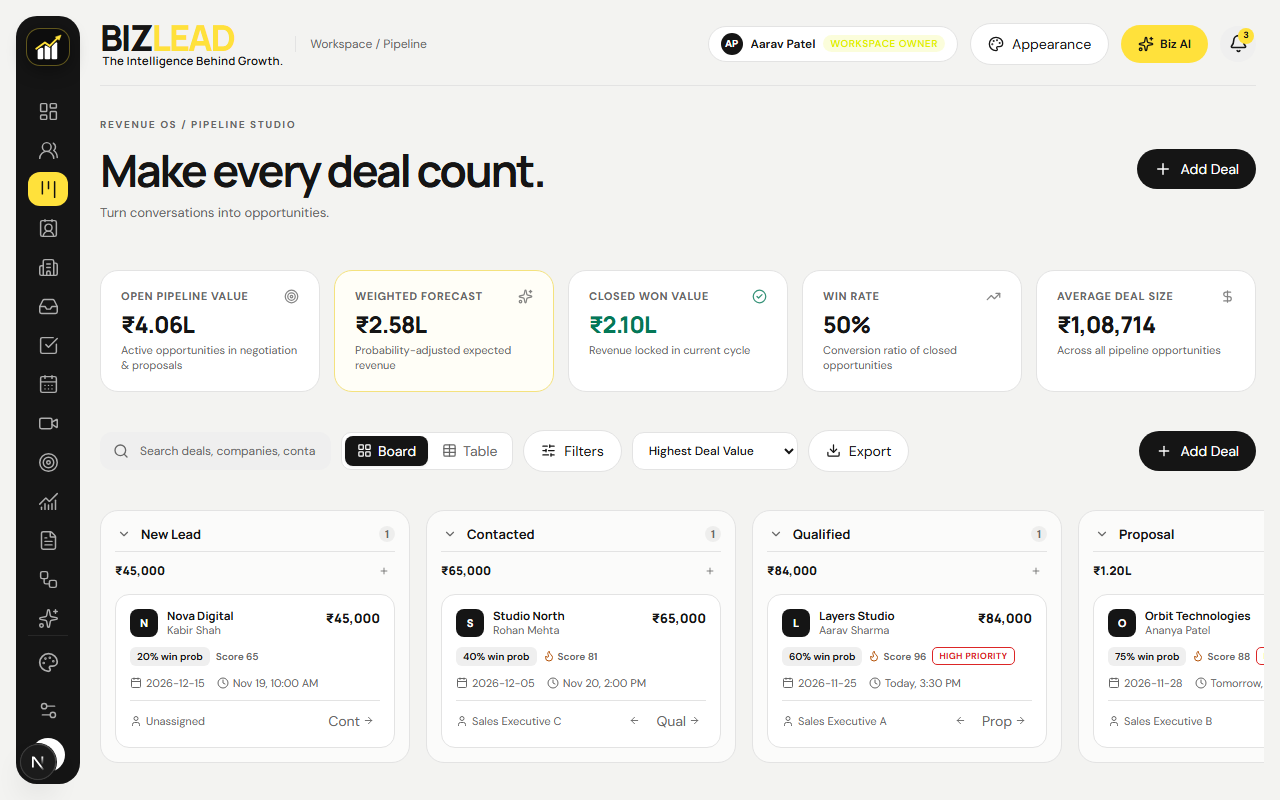 BIZLEAD
The Intelligence Behind Growth.
Workspace / Pipeline
AP Aarav Patel WORKSPACE OWNER
Appearance
Biz AI
3
REVENUE OS / PIPELINE STUDIO
Make every deal count.
Turn conversations into opportunities.
+ Add Deal
OPEN PIPELINE VALUE
₹4.06L
Active opportunities in negotiation
& proposals
WEIGHTED FORECAST
₹2.58L
Probability-adjusted expected
revenue
CLOSED WON VALUE
₹2.10L
Revenue locked in current cycle
WIN RATE
50%
Conversion ratio of closed
opportunities
AVERAGE DEAL SIZE
$
₹1,08,714
Across all pipeline opportunities
Search deals, companies, conta
Board
Table
Filters
Highest Deal Value
Export
+ Add Deal
New Lead 1
₹45,000 +
N Nova Digital ₹45,000
Kabir Shah
20% win prob Score 65
2026-12-15 Nov 19, 10:00 AM
Unassigned Cont →
Contacted 1
₹65,000 +
S Studio North ₹65,000
Rohan Mehta
40% win prob Score 81
2026-12-05 Nov 20, 2:00 PM
Sales Executive C ← Qual →
Qualified 1
₹84,000 +
L Layers Studio ₹84,000
Aarav Sharma
60% win prob Score 96 HIGH PRIORITY
2026-11-25 Today, 3:30 PM
Sales Executive A ← Prop →
Proposal
₹1.20L
O Orbit Technologies
Ananya Patel
75% win prob Score 88
2026-11-28 Tomorrow,
Sales Executive B
N